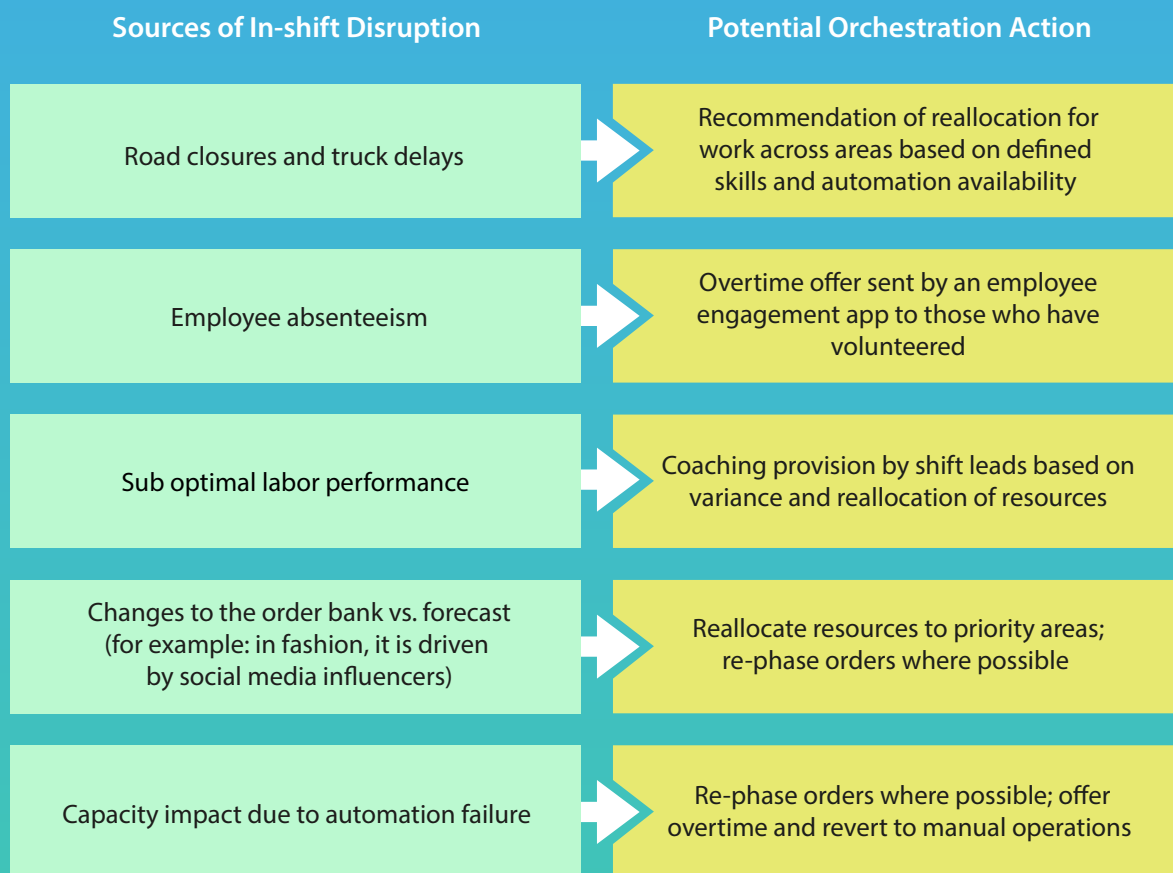 Sources of In-shift Disruption
Potential Orchestration Action
Road closures and truck delays
Recommendation of reallocation for
work across areas based on defined
skills and automation availability
Employee absenteeism
Overtime offer sent by an employee
engagement app to those who have
volunteered
Sub optimal labor performance
Coaching provision by shift leads based on
variance and reallocation of resources
Changes to the order bank vs. forecast
(for example: in fashion, it is driven
by social media influencers)
Reallocate resources to priority areas;
re-phase orders where possible
Capacity impact due to automation failure
Re-phase orders where possible; offer
overtime and revert to manual operations